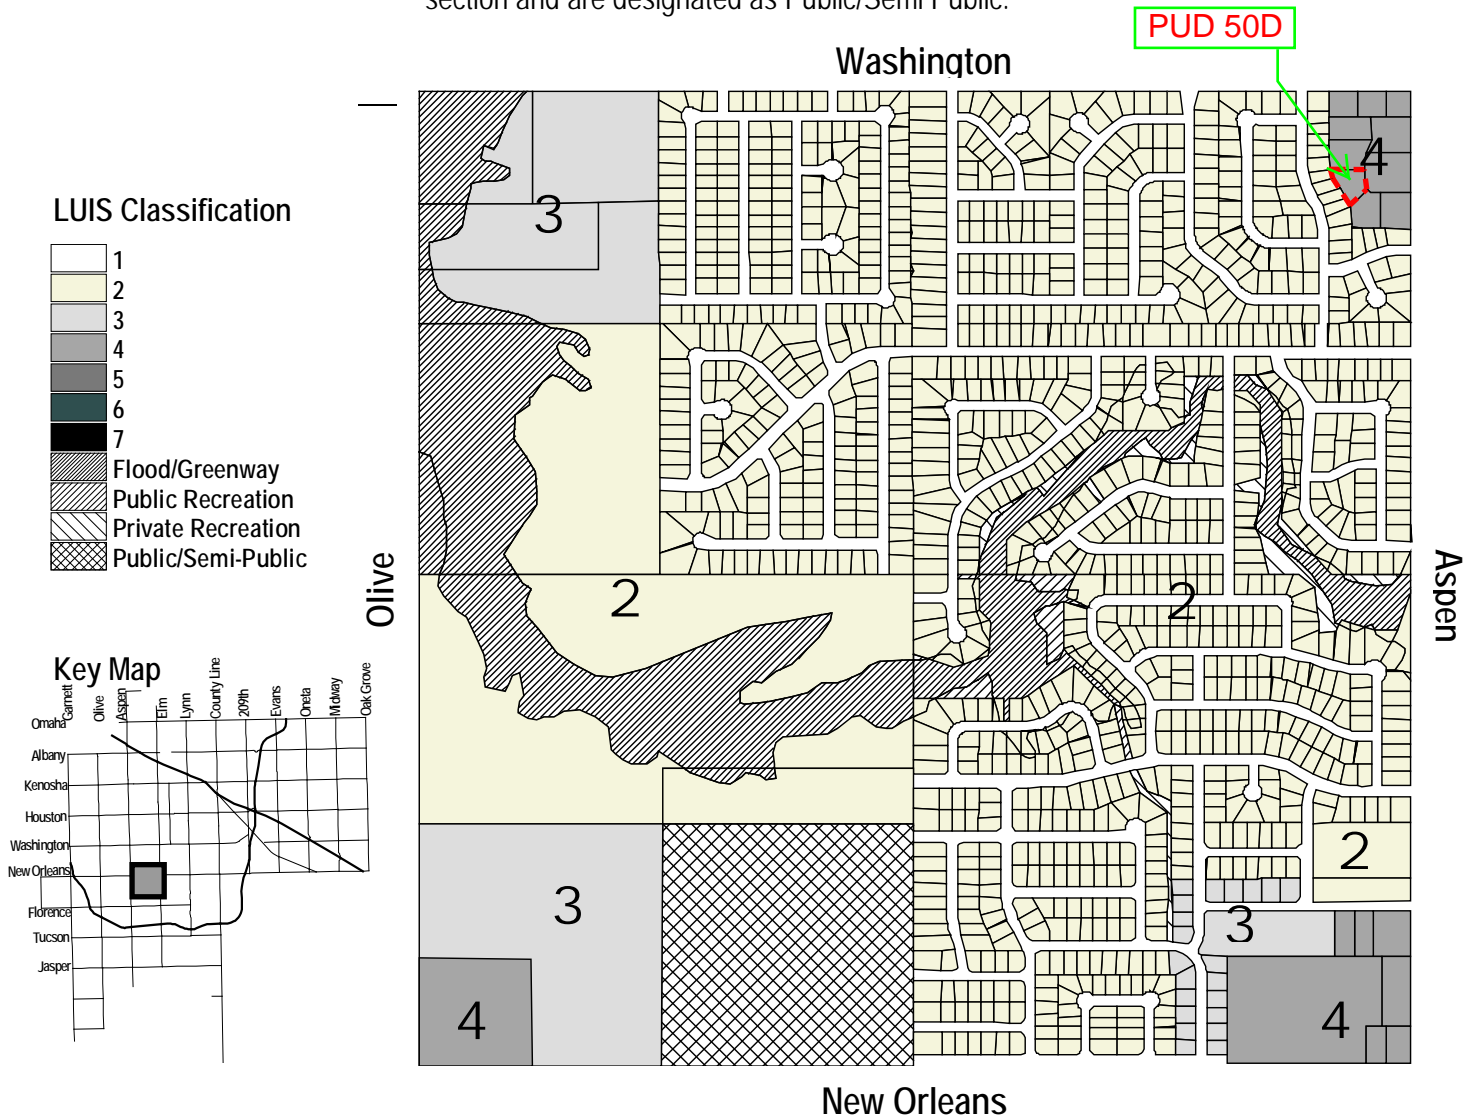 section and are designated as Public/Semi-Public.
PUD 50D
Washington
4
3
LUIS Classification
1
2
3
4
5
6
7
Flood/Greenway
Public Recreation
Private Recreation
Public/Semi-Public
Olive
Aspen
2
2
2
3
3
4
4
New Orleans
Key Map
Garnett
Olive
Aspen
Elm
Lynn
County Line
209th
Evans
Oneta
Midway
Oak Grove
Omaha
Albany
Kenosha
Houston
Washington
New Orleans
Florence
Tucson
Jasper